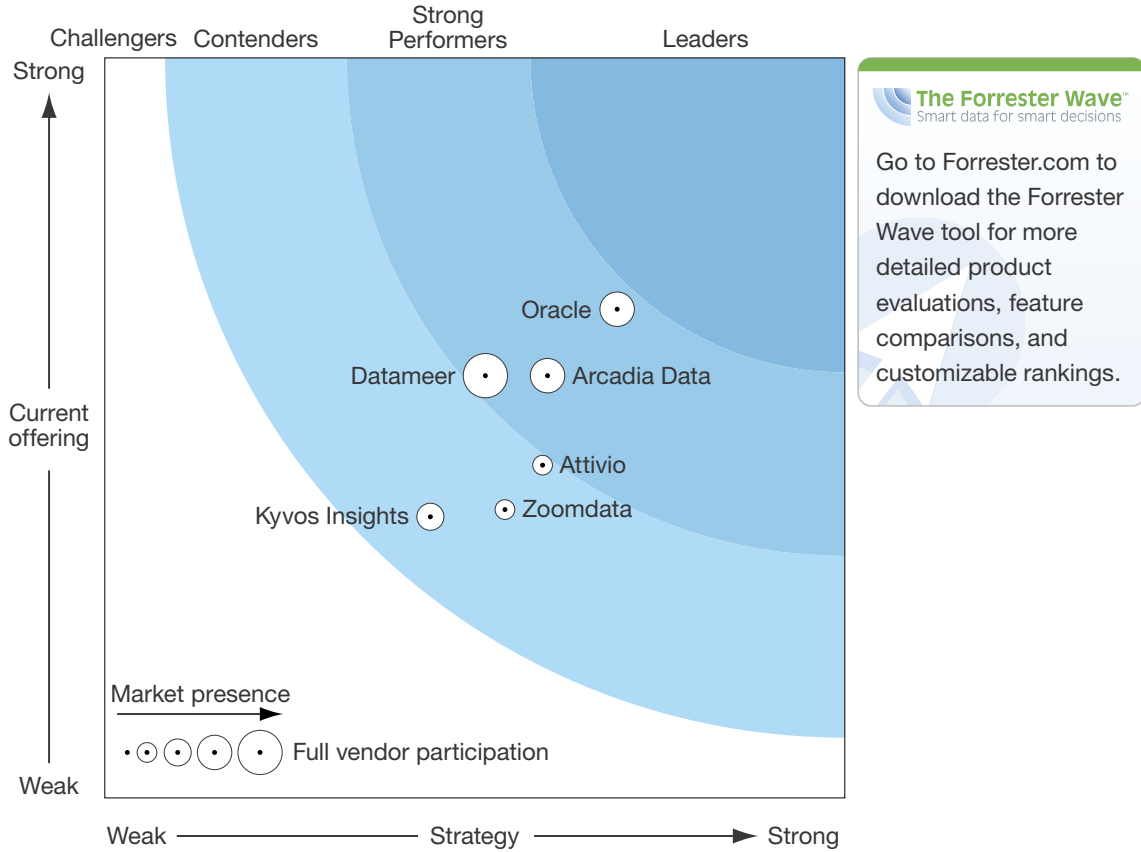 Challengers
Contenders
Strong
Performers
Leaders
Strong
Current
offering
Weak
Oracle
Datameer
Arcadia Data
Attivio
Zoomdata
Kyvos Insights
Market presence
Full vendor participation
Weak
Strategy
Strong
The Forrester Wave™
Smart data for smart decisions
Go to Forrester.com to
download the Forrester
Wave tool for more
detailed product
evaluations, feature
comparisons, and
customizable rankings.